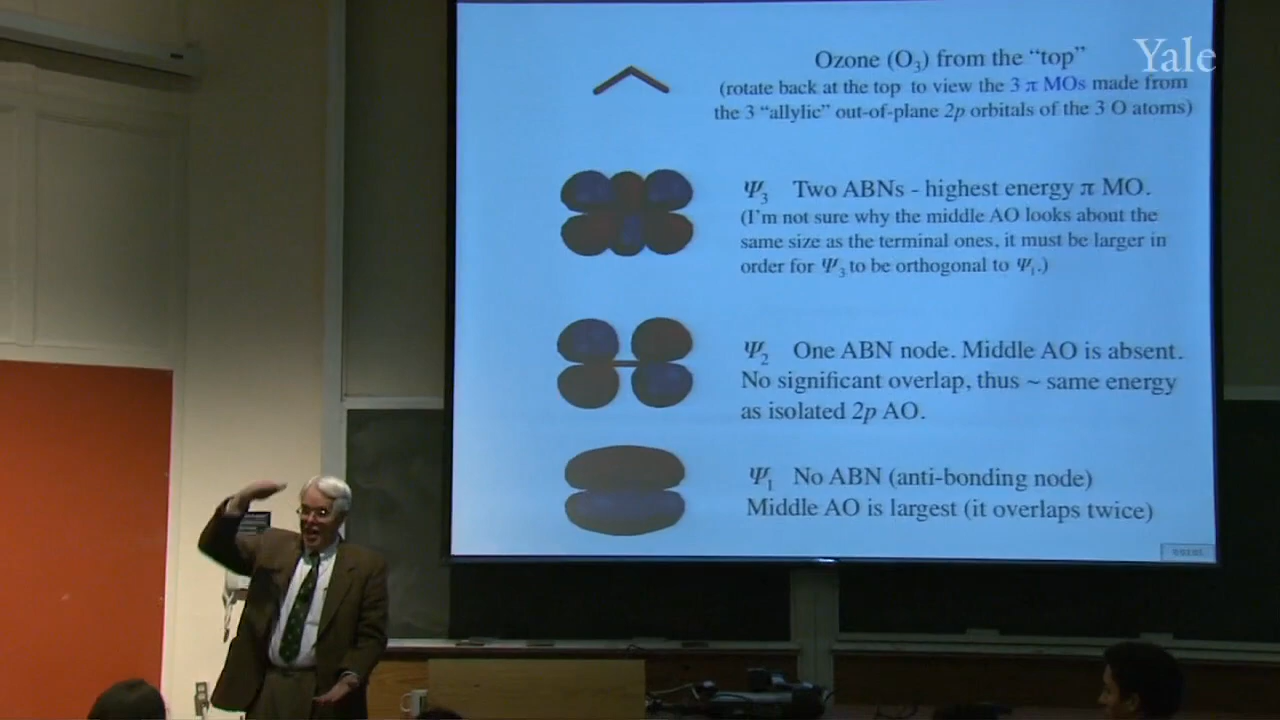 Yale
Ozone (O₃) from the “top”
(rotate back at the top to view the 3 π MOs made from
the 3 “allylic” out-of-plane 2p orbitals of the 3 O atoms)
Ψ₃ Two ABNs - highest energy π MO.
(I’m not sure why the middle AO looks about the
same size as the terminal ones, it must be larger in
order for Ψ₃ to be orthogonal to Ψ₁.)
Ψ₂ One ABN node. Middle AO is absent.
No significant overlap, thus ~ same energy
as isolated 2p AO.
Ψ₁ No ABN (anti-bonding node)
Middle AO is largest (it overlaps twice)